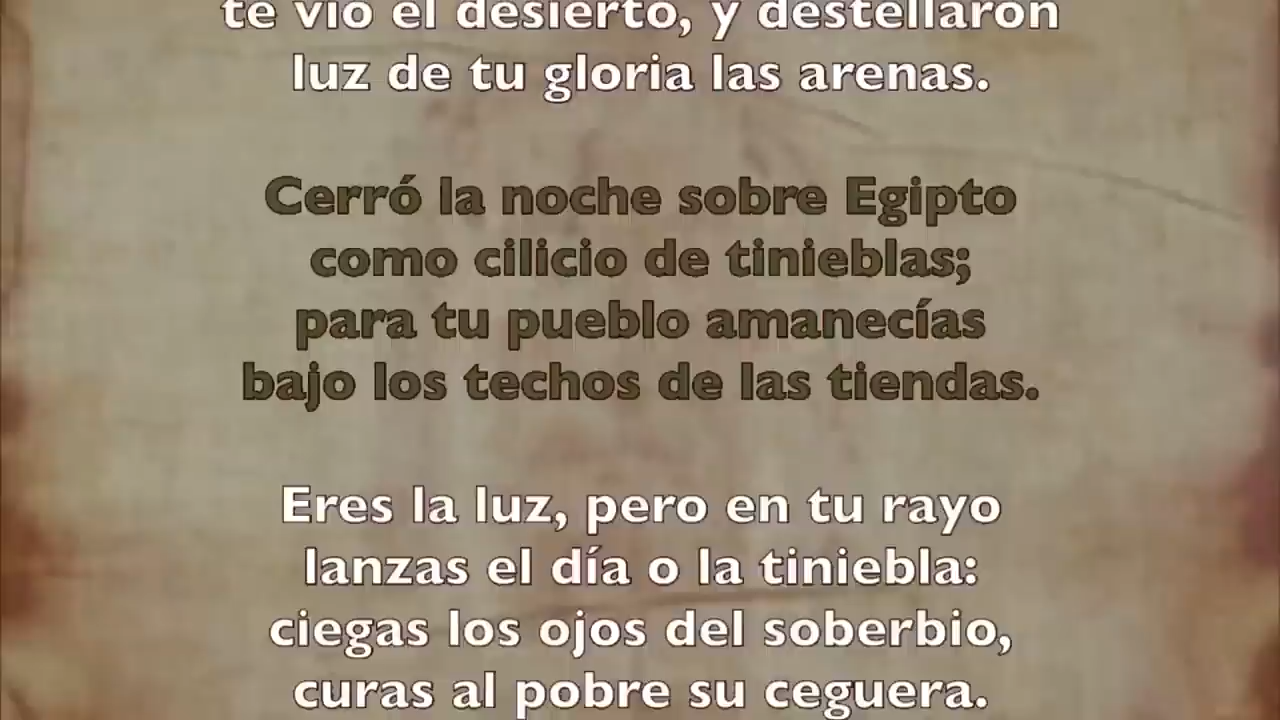 te vio el desierto, y destellaron
luz de tu gloria las arenas.
Cerró la noche sobre Egipto
como cilicio de tinieblas;
para tu pueblo amanecías
bajo los techos de las tiendas.
Eres la luz, pero en tu rayo
lanzas el día o la tiniebla:
ciegas los ojos del soberbio,
curas al pobre su ceguera.